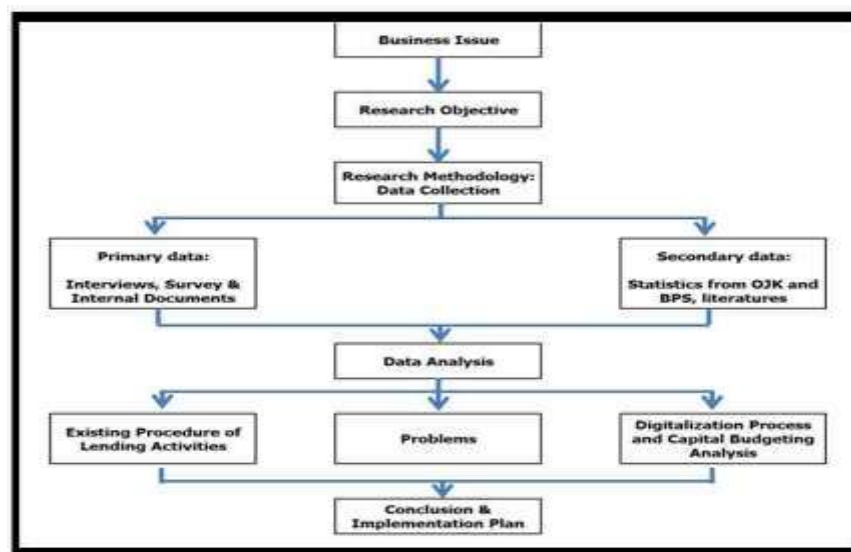 Business Issue
Research Objective
Research Methodology:
Data Collection
Primary data:
Interviews, Survey &
Internal Documents
Secondary data:
Statistics from OJK and
BPS, literatures
Data Analysis
Existing Procedure of
Lending Activities
Problems
Digitalization Process
and Capital Budgeting
Analysis
Conclusion &
Implementation Plan